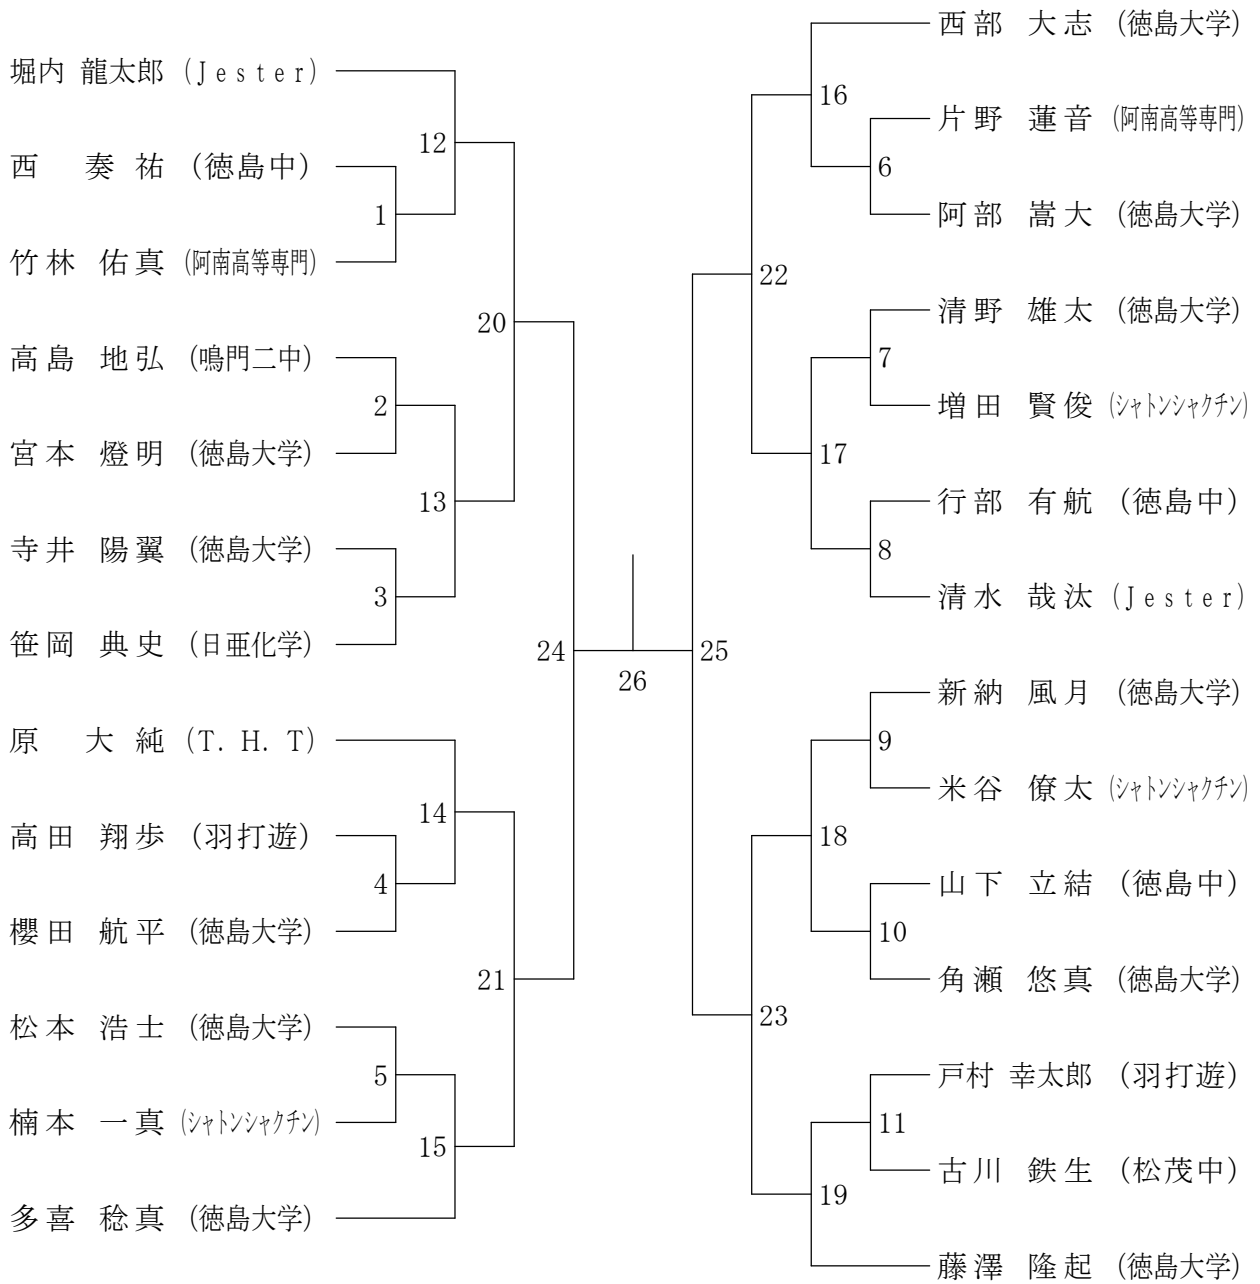 堀内 龍太郎 (Jester)
西 奏祐 (徳島中)
竹林 佑真 (阿南高等専門)
高島 地弘 (鳴門二中)
宮本 燈明 (徳島大学)
寺井 陽翼 (徳島大学)
笹岡 典史 (日亜化学)
原 大純 (T. H. T)
高田 翔歩 (羽打遊)
櫻田 航平 (徳島大学)
松本 浩士 (徳島大学)
楠本 一真 (シャトンシャクチン)
多喜 稔真 (徳島大学)
1
2
3
4
5
12
13
14
15
20
21
24
26
25
22
23
16
17
18
19
6
7
8
9
10
11
西部 大志 (徳島大学)
片野 蓮音 (阿南高等専門)
阿部 嵩大 (徳島大学)
清野 雄太 (徳島大学)
増田 賢俊 (シャトンシャクチン)
行部 有航 (徳島中)
清水 哉汰 (Jester)
新納 風月 (徳島大学)
米谷 僚太 (シャトンシャクチン)
山下 立結 (徳島中)
角瀬 悠真 (徳島大学)
戸村 幸太郎 (羽打遊)
古川 鉄生 (松茂中)
藤澤 隆起 (徳島大学)